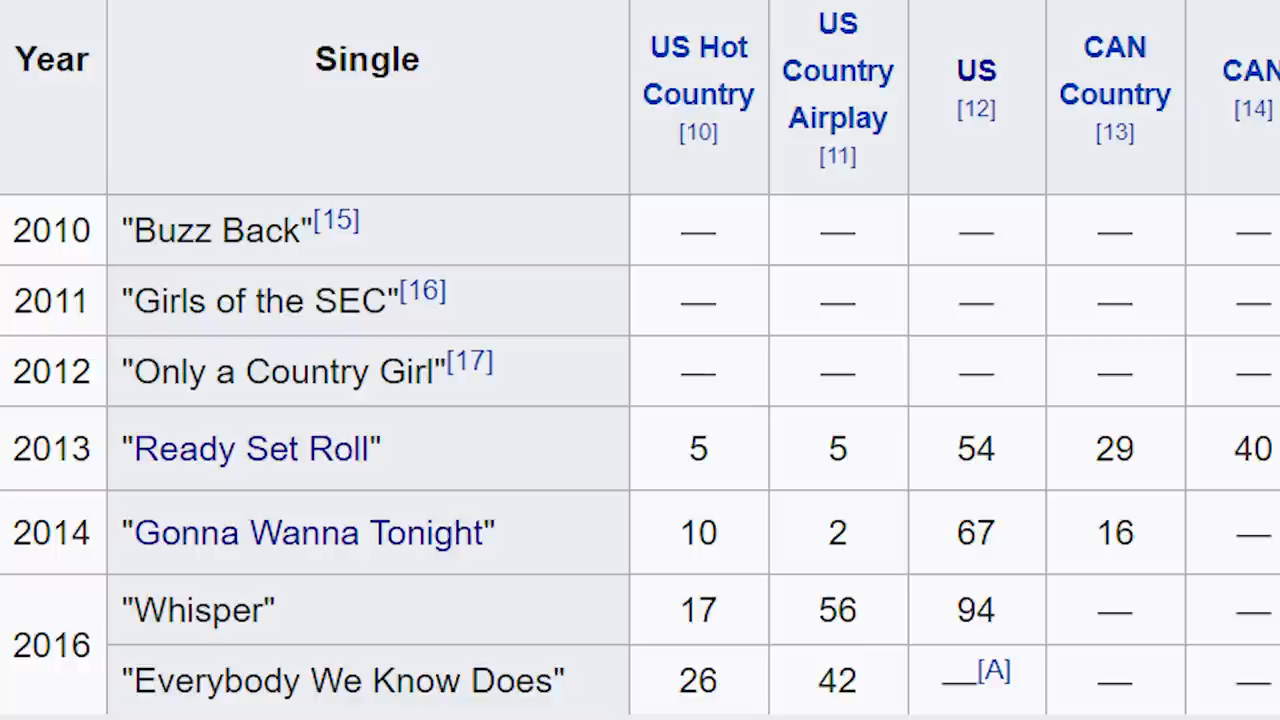 Year Single US Hot Country [10] US Country Airplay [11] US [12] CAN Country [13] CAN [14]
2010 "Buzz Back"[15] — — — — —
2011 "Girls of the SEC"[16] — — — — —
2012 "Only a Country Girl"[17] — — — — —
2013 "Ready Set Roll" 5 5 54 29 40
2014 "Gonna Wanna Tonight" 10 2 67 16 —
2016 "Whisper" 17 56 94 — —
"Everybody We Know Does" 26 42 —[A] — —